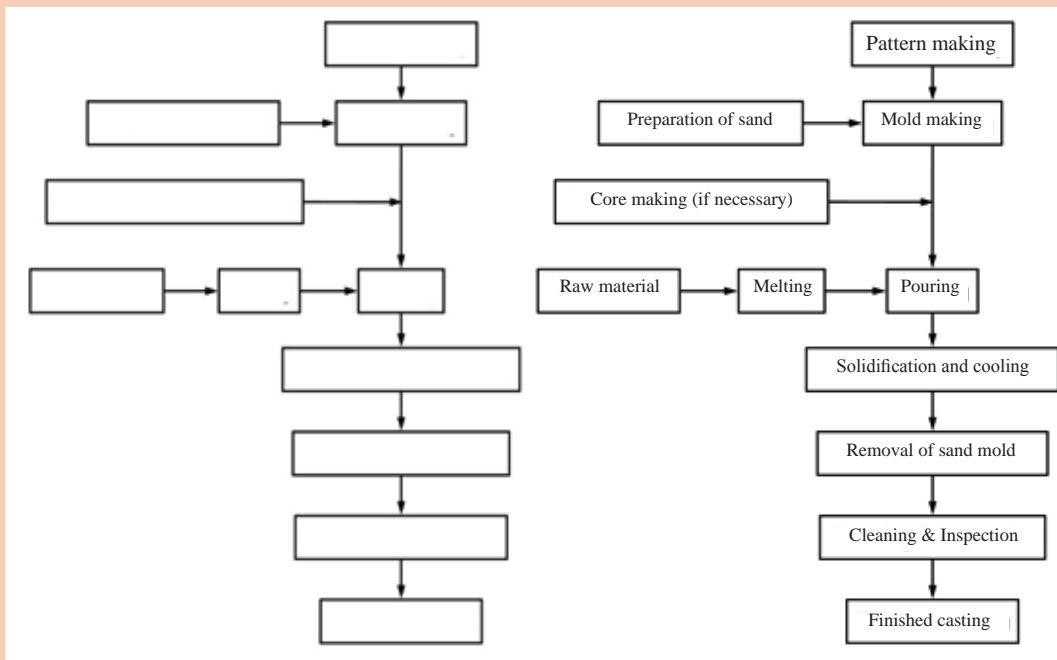 Pattern making
Preparation of sand
Mold making
Core making (if necessary)
Raw material
Melting
Pouring
Solidification and cooling
Removal of sand mold
Cleaning & Inspection
Finished casting